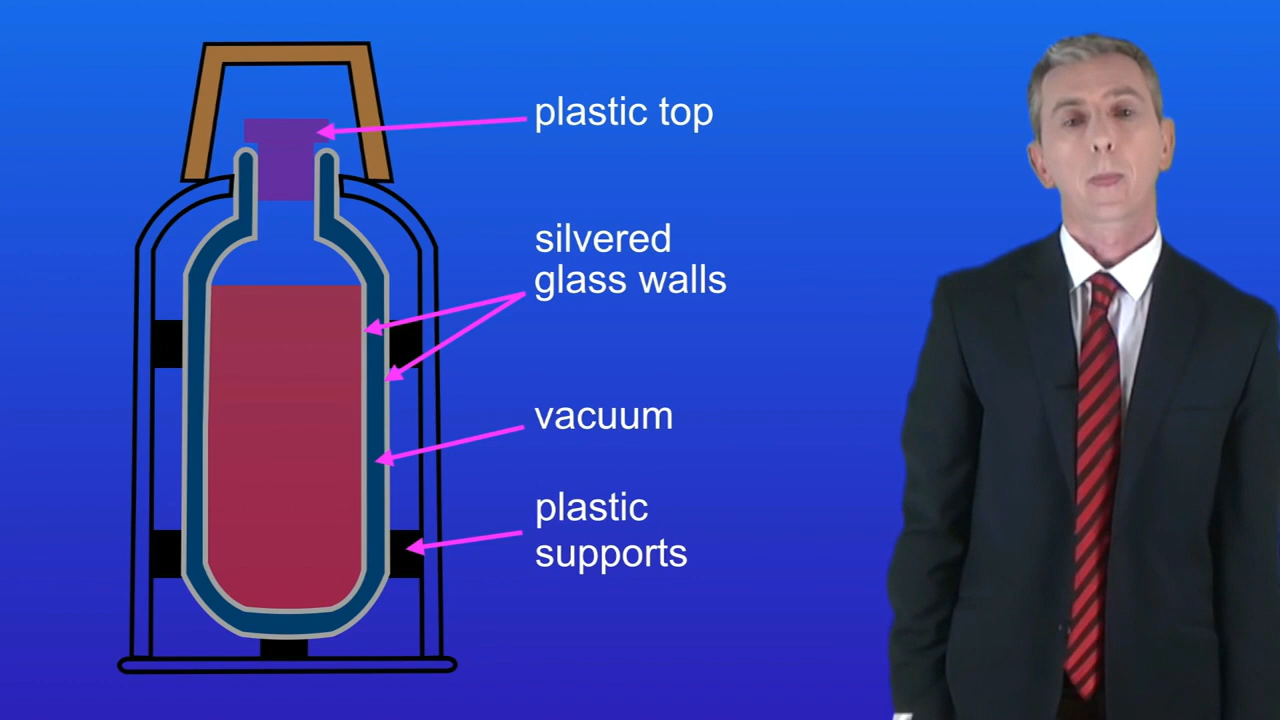 plastic top
silvered
glass walls
vacuum
plastic
supports